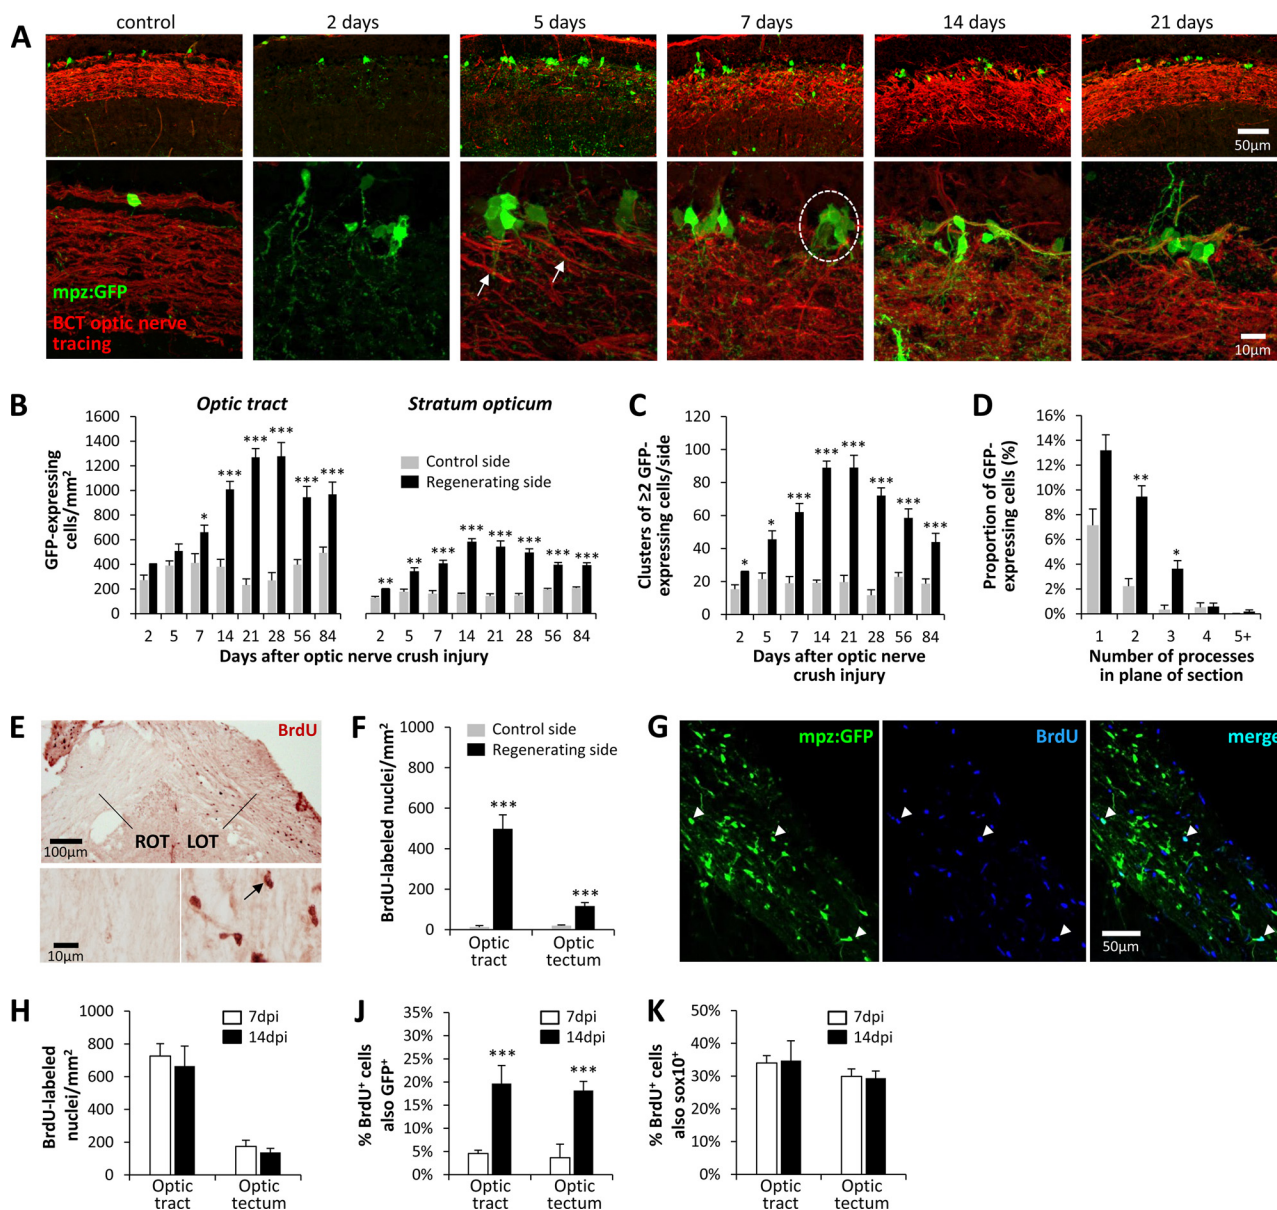 control 2 days 5 days 7 days 14 days 21 days
A
50µm
mpz:GFP
BCT optic nerve
tracing
10µm
B
Optic tract Stratum opticum
GFP-expressing
cells/mm²
1600
1400
1200
1000
800
600
400
200
0
* *** *** *** *** ***
** ** *** *** *** *** *** ***
Control side
Regenerating side
2 5 7 14 21 28 56 84 2 5 7 14 21 28 56 84
Days after optic nerve crush injury
C
Clusters of ≥2 GFP-
expressing cells/side
120
100
80
60
40
20
0
* * *** *** *** *** *** ***
2 5 7 14 21 28 56 84
Days after optic nerve
crush injury
D
Proportion of GFP-
expressing cells (%)
16%
14%
12%
10%
8%
6%
4%
2%
0%
** *
1 2 3 4 5+
Number of processes
in plane of section
E
BrdU
ROT LOT
100µm
10µm
F
BrdU-labeled nuclei/mm²
1000
800
600
400
200
0
Control side
Regenerating side
*** ***
Optic Optic
tract tectum
G
mpz:GFP BrdU merge
50µm
H
BrdU-labeled
nuclei/mm²
1000
800
600
400
200
0
7dpi
14dpi
Optic Optic
tract tectum
J
% BrdU⁺ cells
also GFP⁺
35%
30%
25%
20%
15%
10%
5%
0%
7dpi
14dpi
*** ***
Optic Optic
tract tectum
K
% BrdU⁺ cells
also sox10⁺
50%
40%
30%
20%
10%
0%
7dpi
14dpi
Optic Optic
tract tectum